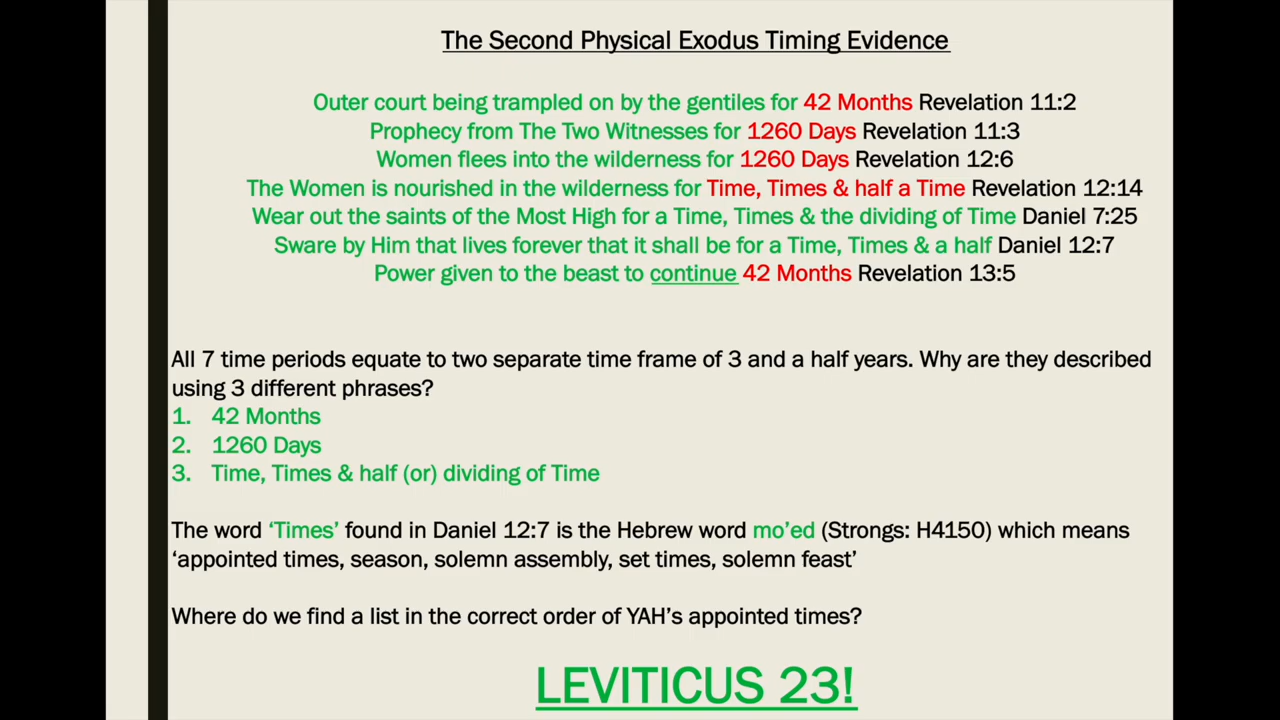 The Second Physical Exodus Timing Evidence
Outer court being trampled on by the gentiles for 42 Months Revelation 11:2
Prophecy from The Two Witnesses for 1260 Days Revelation 11:3
Women flees into the wilderness for 1260 Days Revelation 12:6
The Women is nourished in the wilderness for Time, Times & half a Time Revelation 12:14
Wear out the saints of the Most High for a Time, Times & the dividing of Time Daniel 7:25
Sware by Him that lives forever that it shall be for a Time, Times & a half Daniel 12:7
Power given to the beast to continue 42 Months Revelation 13:5
All 7 time periods equate to two separate time frame of 3 and a half years. Why are they described
using 3 different phrases?
1. 42 Months
2. 1260 Days
3. Time, Times & half (or) dividing of Time
The word ‘Times’ found in Daniel 12:7 is the Hebrew word mo’ed (Strongs: H4150) which means
‘appointed times, season, solemn assembly, set times, solemn feast’
Where do we find a list in the correct order of YAH’s appointed times?
LEVITICUS 23!